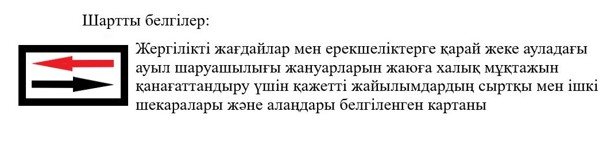 Шартты белгілер:
Жергілікті жағдайлар мен ерекшеліктерге қарай жеке ауладағы
ауыл шаруашылығы жануарларын жаюға халық мұқтажын
қанағаттандыру үшін қажетті жайылымдардың сыртқы мен ішкі
шекаралары және алаңдары белгіленген картаны